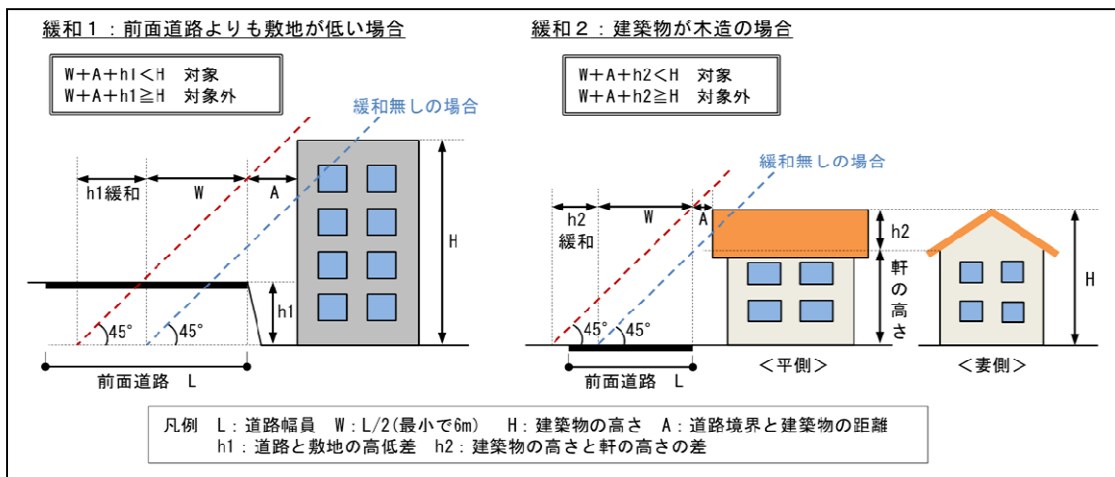 緩和１：前面道路よりも敷地が低い場合
W＋A＋h1＜H　対象
W＋A＋h1≧H　対象外
緩和無しの場合
h1緩和
W
A
H
h1
45°
45°
前面道路　L
緩和２：建築物が木造の場合
W＋A＋h2＜H　対象
W＋A＋h2≧H　対象外
緩和無しの場合
h2
緩和
W
A
h2
軒の高さ
H
45°
45°
前面道路　L
＜平側＞
＜妻側＞
凡例　L：道路幅員　W：L/2(最小で6m)　H：建築物の高さ　A：道路境界と建築物の距離
h1：道路と敷地の高低差　h2：建築物の高さと軒の高さの差